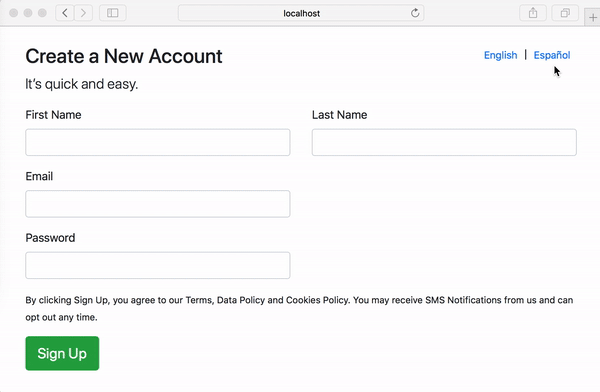 localhost
Create a New Account
English | Español
It's quick and easy.
First Name
Last Name
Email
Password
By clicking Sign Up, you agree to our Terms, Data Policy and Cookies Policy. You may receive SMS Notifications from us and can
opt out any time.
Sign Up